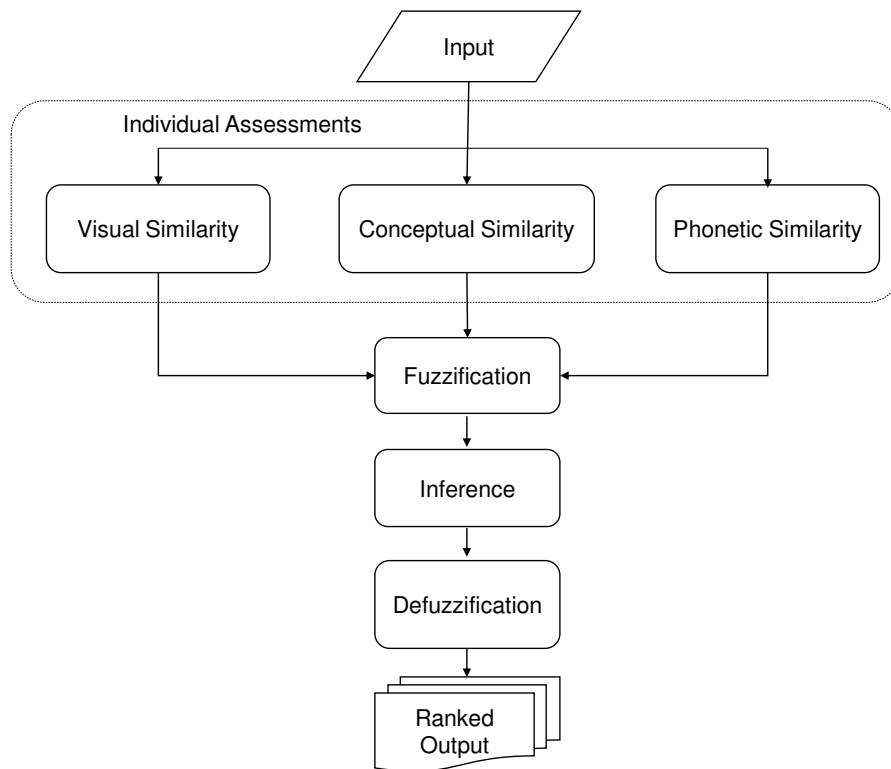 Input
Individual Assessments
Visual Similarity
Conceptual Similarity
Phonetic Similarity
Fuzzification
Inference
Defuzzification
Ranked
Output